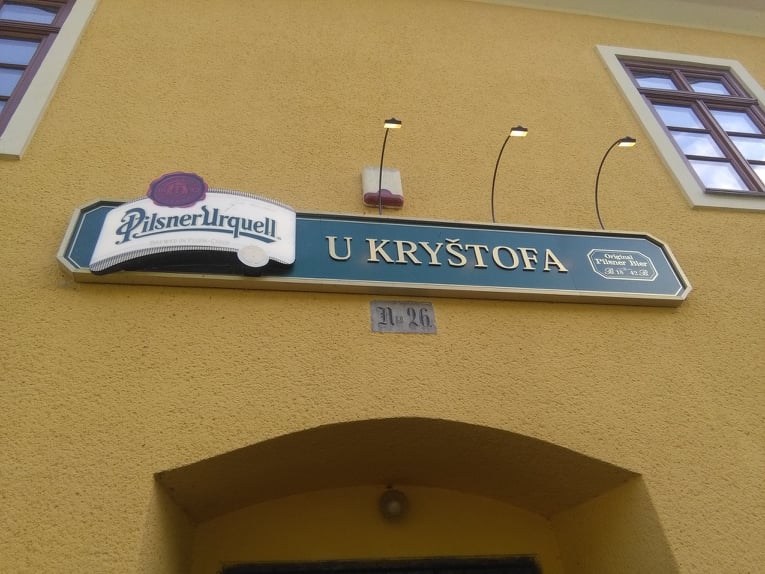 Pilsner Urquell
U KRYŠTOFA
Original
Pilsner Bier
B 18 42 B
No 26